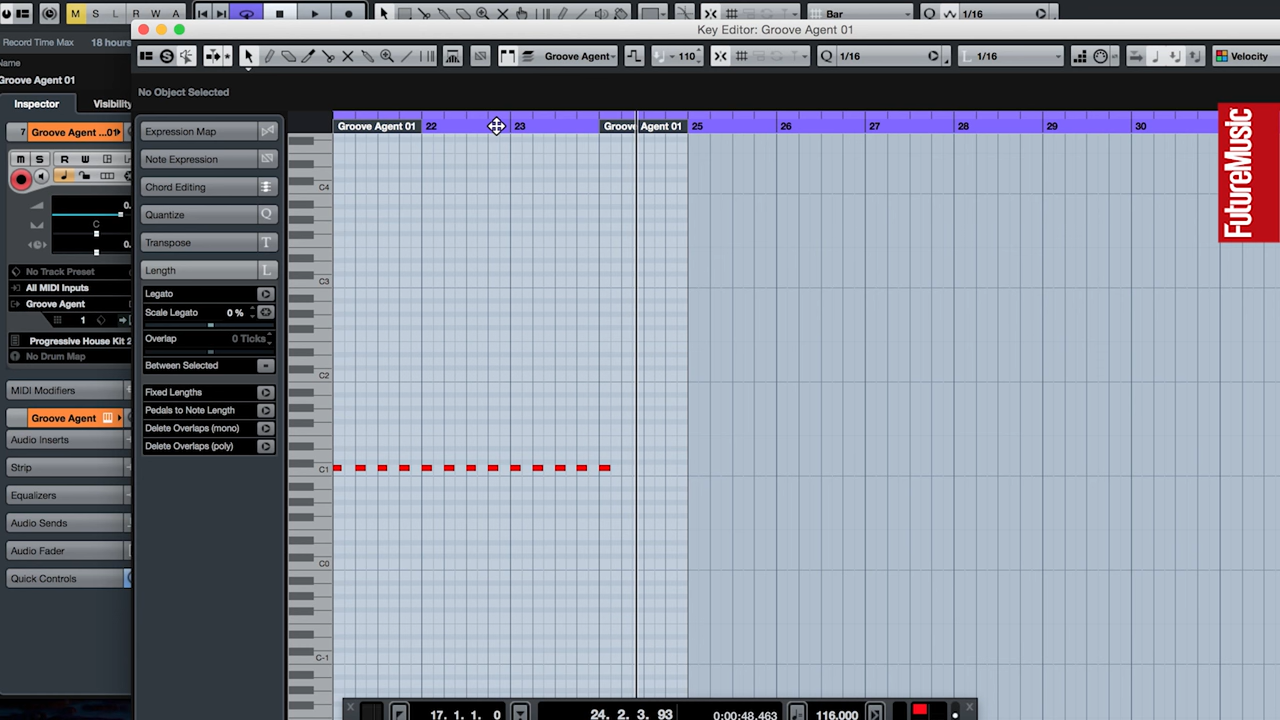 M S L R W A
Bar
1/16
Record Time Max 18 hours
Key Editor: Groove Agent 01
Groove Agent
110
Q 1/16
L 1/16
Velocity
Name
Groove Agent 01
No Object Selected
Inspector
Visibility
7 Groove Agent ...01
M S R W
0.
C
0.
No Track Preset
All MIDI Inputs
Groove Agent
1
Progressive House Kit 2
No Drum Map
MIDI Modifiers
Groove Agent
Audio Inserts
Strip
Equalizers
Audio Sends
Audio Fader
Quick Controls
Expression Map
Note Expression
Chord Editing
Quantize Q
Transpose T
Length L
Legato
Scale Legato 0 %
Overlap 0 Ticks
Between Selected
Fixed Lengths
Pedals to Note Length
Delete Overlaps (mono)
Delete Overlaps (poly)
Groove Agent 01 22 23 Groove Agent 01 25 26 27 28 29 30
C4
C3
C2
C1
C0
C-1
FutureMusic
17. 1. 1. 0
24. 2. 3. 93
0:00:48.463
116.000